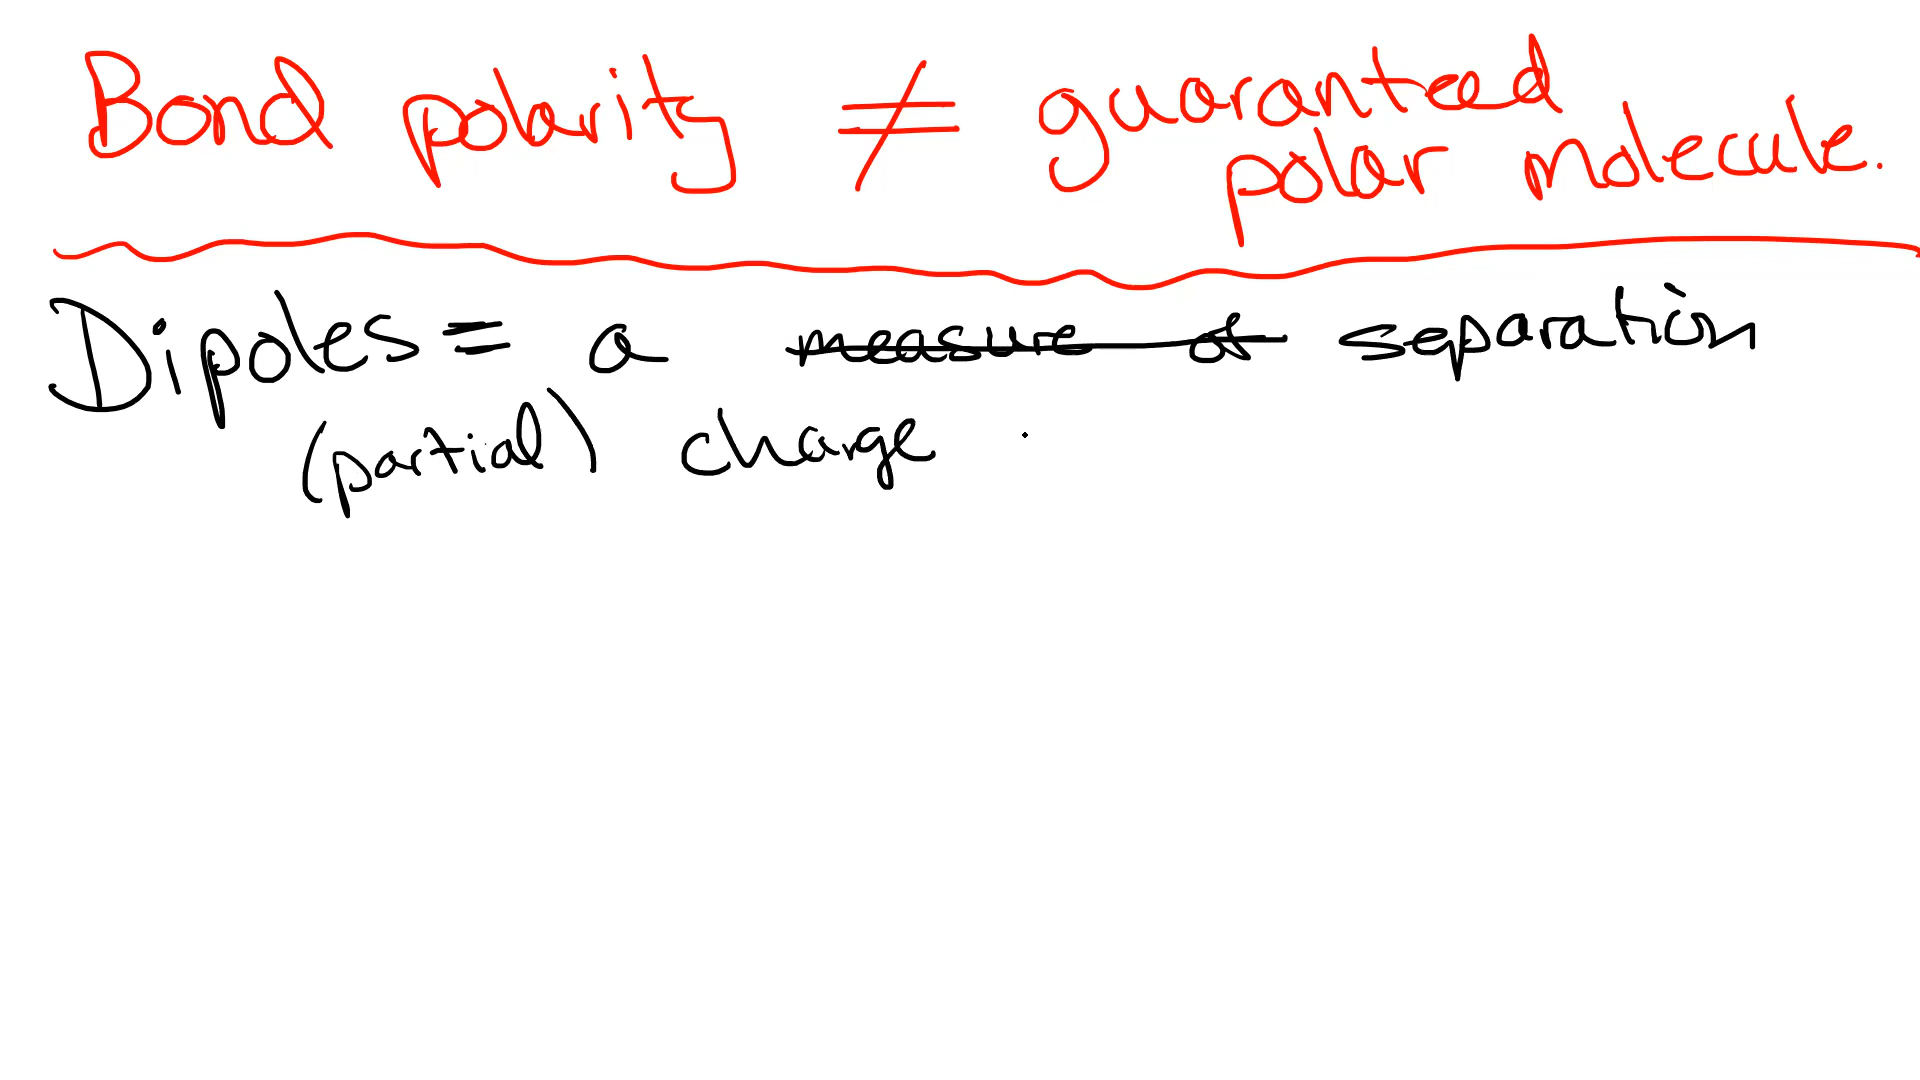 Bond polarity ≠ guaranteed
polar molecule.
Dipoles = a measure of separation
(partial) charge